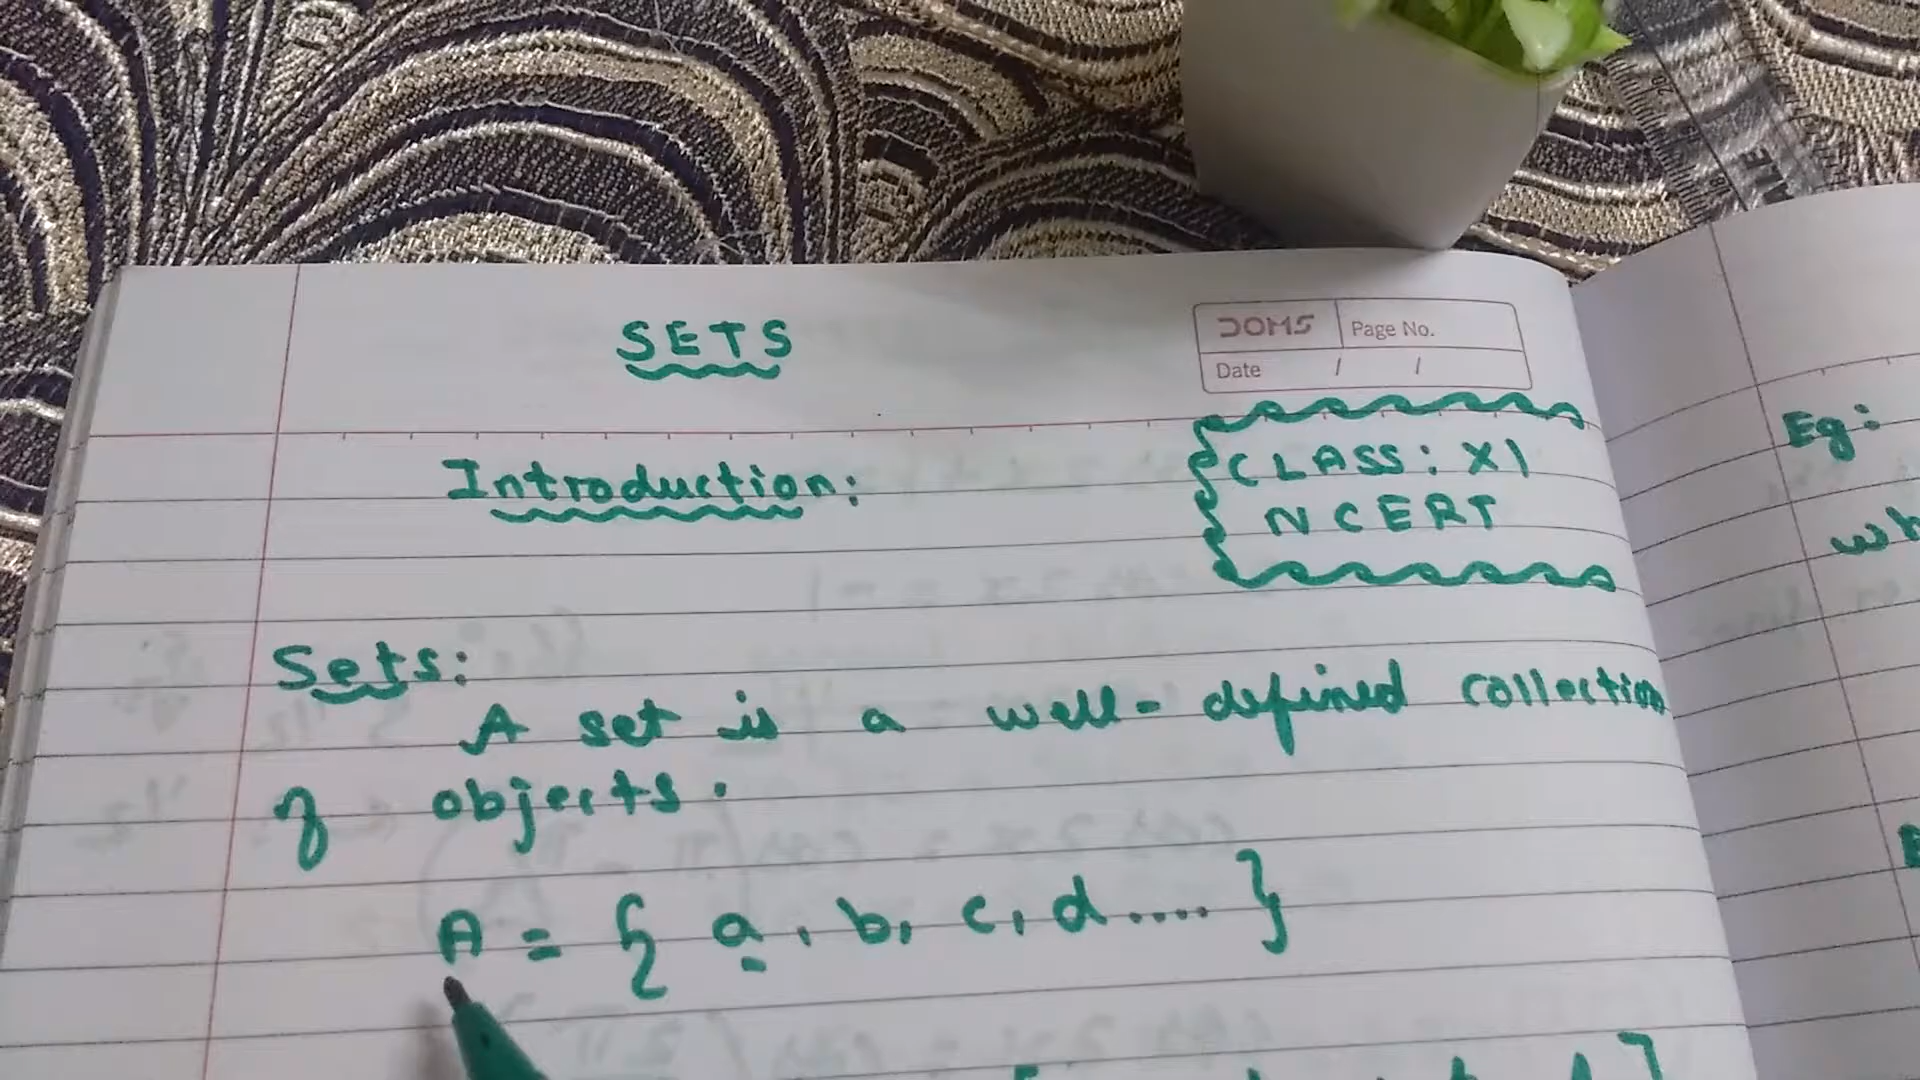 SETS
DOMS Page No.
Date / /
Introduction:
CLASS: XI
NCERT
Sets:
A set is a well-defined collection
of objects.
A = { a, b, c, d.... }
Eg: